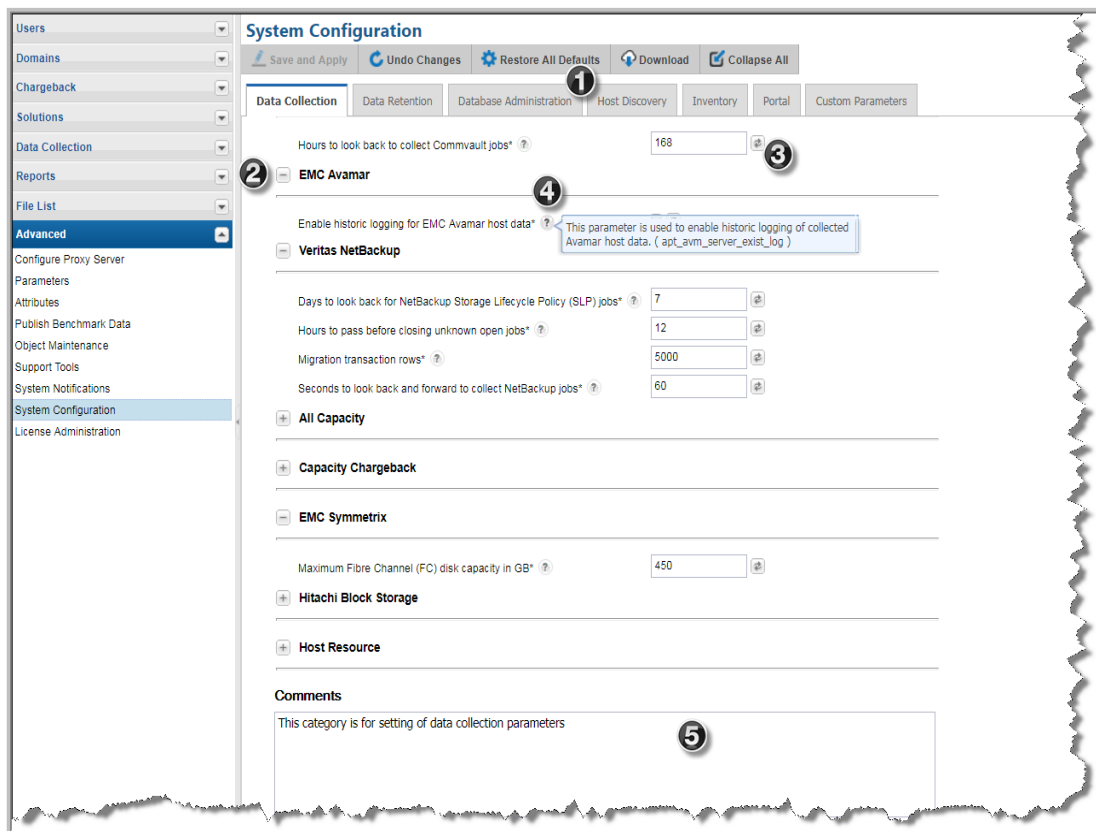 Users
Domains
Chargeback
Solutions
Data Collection
Reports
File List
Advanced
Configure Proxy Server
Parameters
Attributes
Publish Benchmark Data
Object Maintenance
Support Tools
System Notifications
System Configuration
License Administration
System Configuration
Save and Apply Undo Changes Restore All Defaults Download Collapse All
1
Data Collection Data Retention Database Administration Host Discovery Inventory Portal Custom Parameters
Hours to look back to collect Commvault jobs* ? 168
3
2 EMC Avamar
4
Enable historic logging for EMC Avamar host data* ?
This parameter is used to enable historic logging of collected
Avamar host data. ( apt_avm_server_exist_log )
Veritas NetBackup
Days to look back for NetBackup Storage Lifecycle Policy (SLP) jobs* ? 7
Hours to pass before closing unknown open jobs* ? 12
Migration transaction rows* ? 5000
Seconds to look back and forward to collect NetBackup jobs* ? 60
All Capacity
Capacity Chargeback
EMC Symmetrix
Maximum Fibre Channel (FC) disk capacity in GB* ? 450
Hitachi Block Storage
Host Resource
Comments
This category is for setting of data collection parameters
5